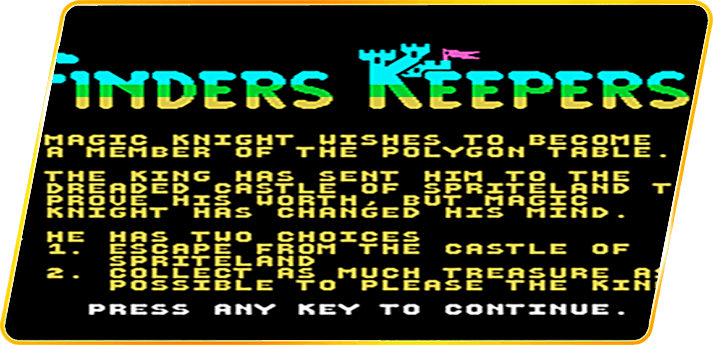 FINDERS KEEPERS
MAGIC KNIGHT WISHES TO BECOME
A MEMBER OF THE POLYGON TABLE.
THE KING HAS SENT HIM TO THE
DREADED CASTLE OF SPRITELAND T
PROVE HIS WORTH, BUT MAGIC
KNIGHT HAS CHANGED HIS MIND.
HE HAS TWO CHOICES
1. ESCAPE FROM THE CASTLE OF
SPRITELAND
2. COLLECT AS MUCH TREASURE AS
POSSIBLE TO PLEASE THE KIN
PRESS ANY KEY TO CONTINUE.